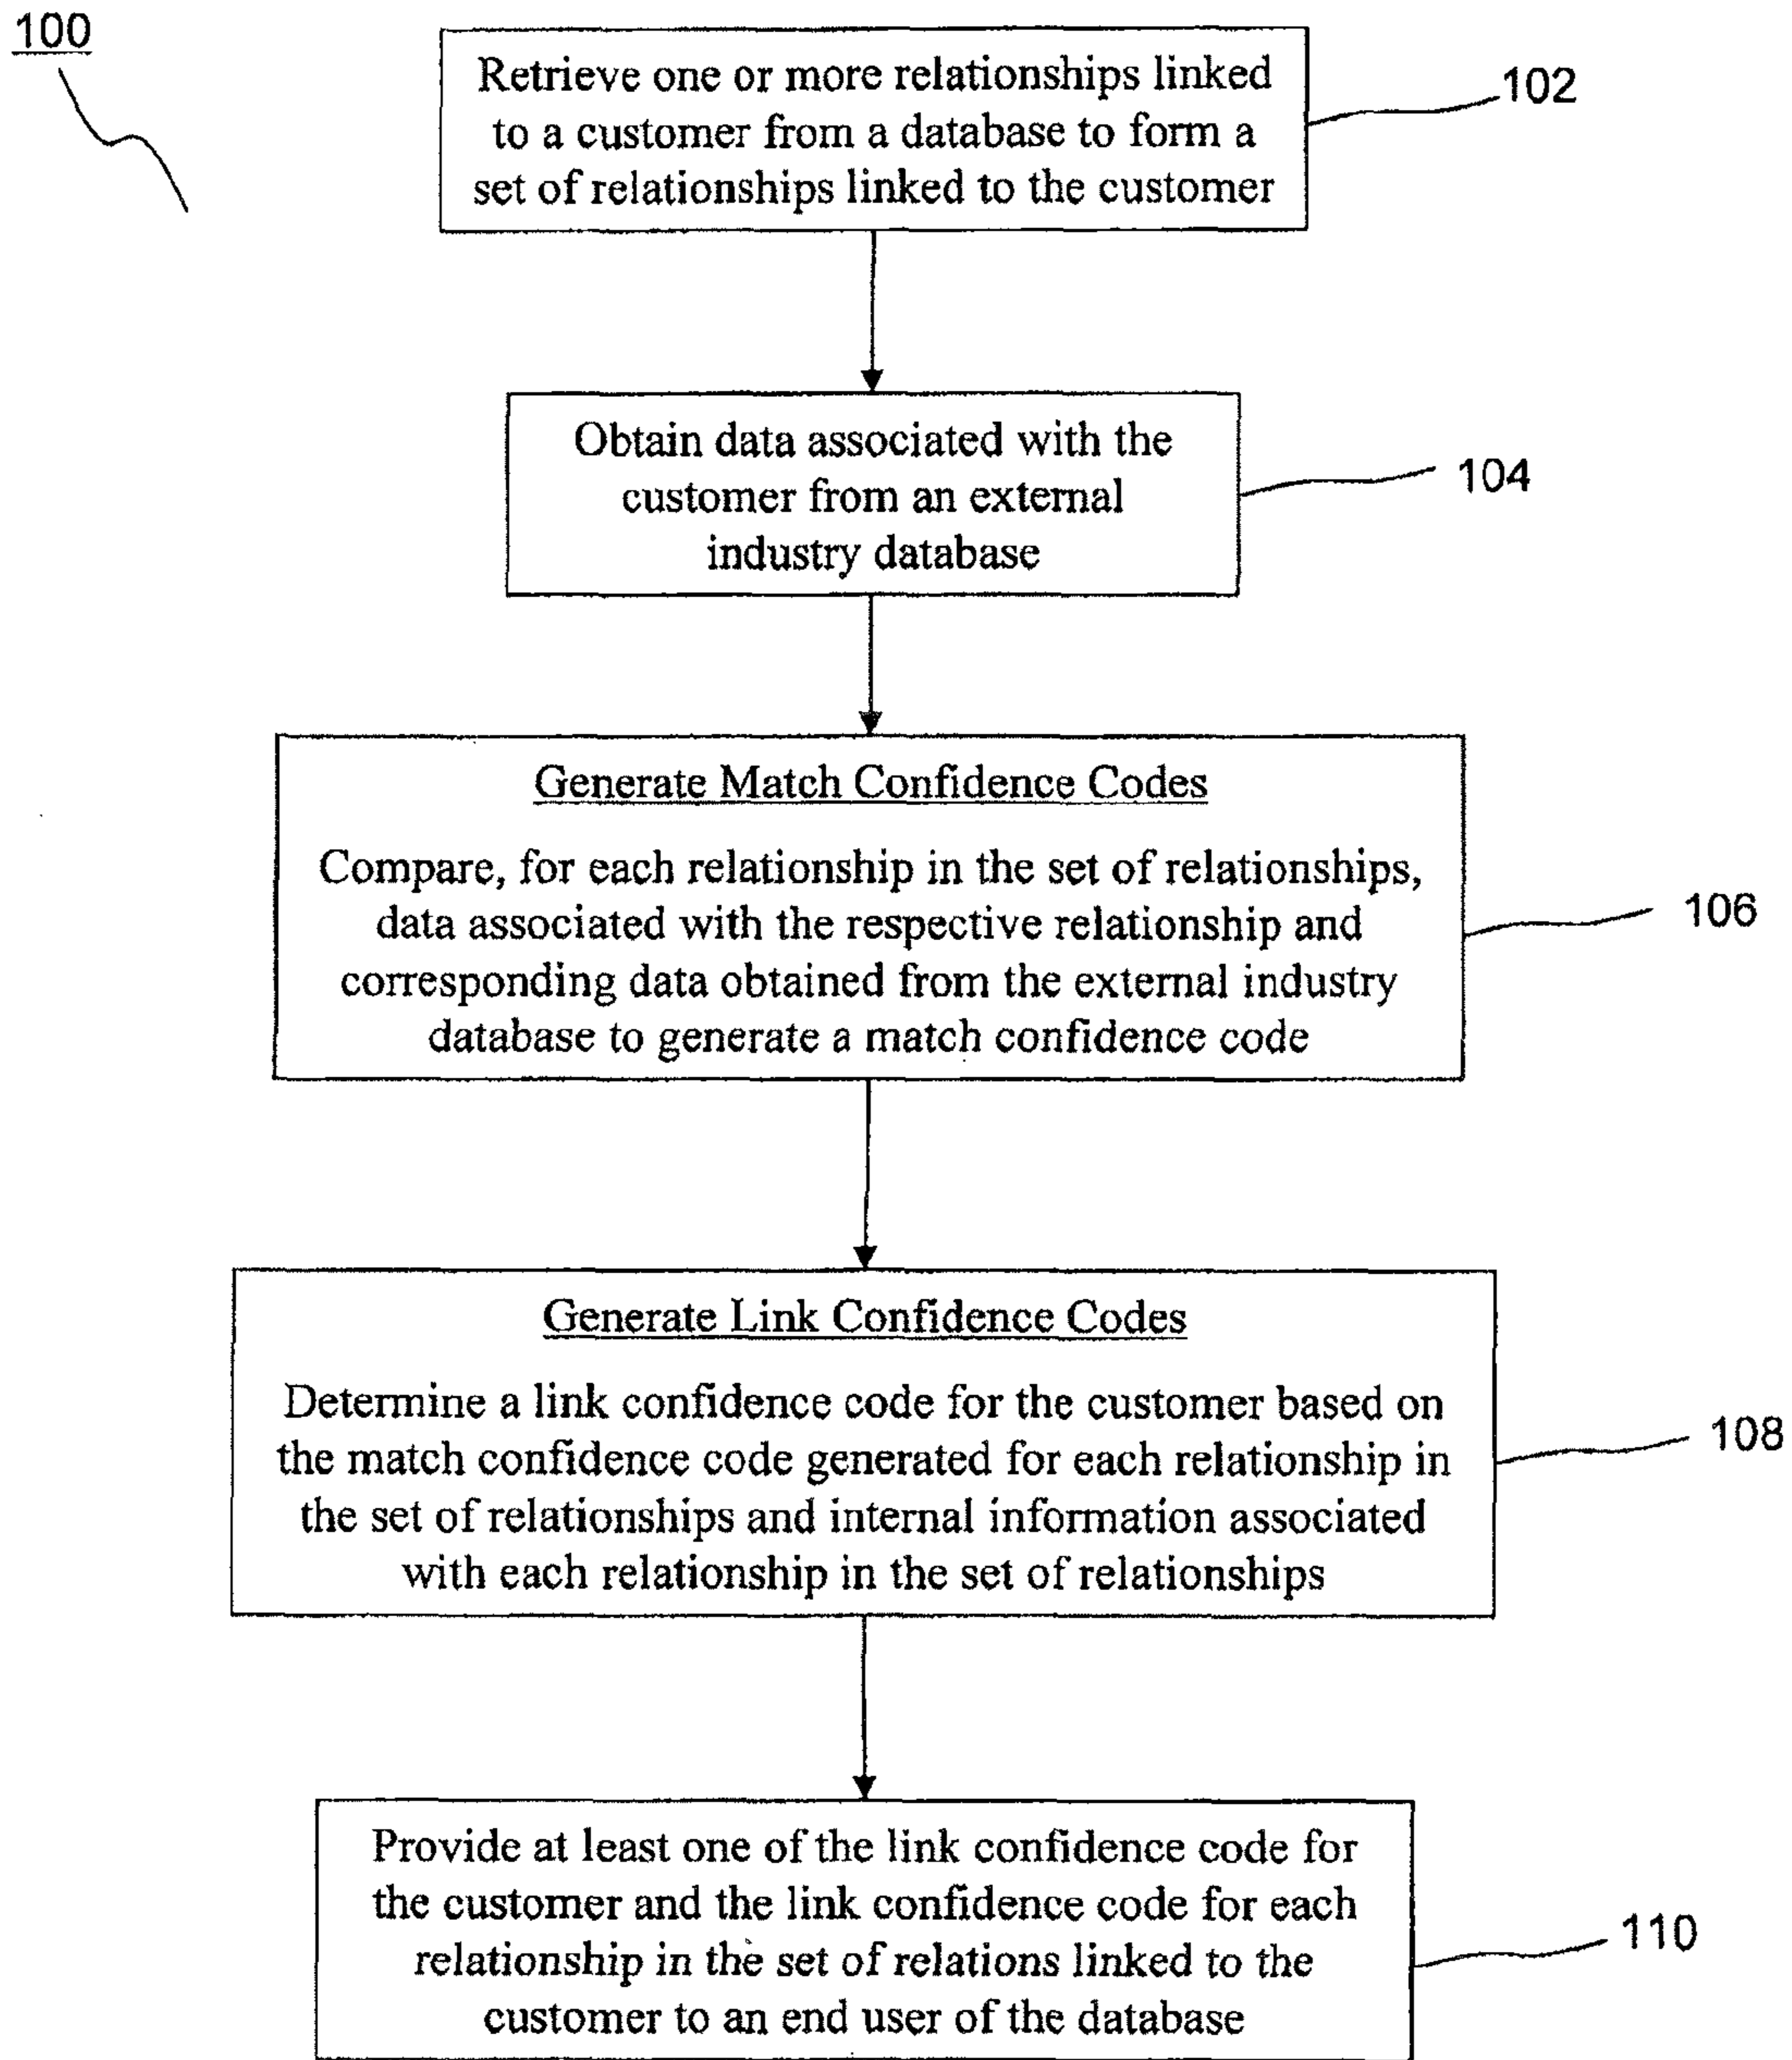 100
Retrieve one or more relationships linked
to a customer from a database to form a
set of relationships linked to the customer
102
Obtain data associated with the
customer from an external
industry database
104
Generate Match Confidence Codes
Compare, for each relationship in the set of relationships,
data associated with the respective relationship and
corresponding data obtained from the external industry
database to generate a match confidence code
106
Generate Link Confidence Codes
Determine a link confidence code for the customer based on
the match confidence code generated for each relationship in
the set of relationships and internal information associated
with each relationship in the set of relationships
108
Provide at least one of the link confidence code for
the customer and the link confidence code for each
relationship in the set of relations linked to the
customer to an end user of the database
110